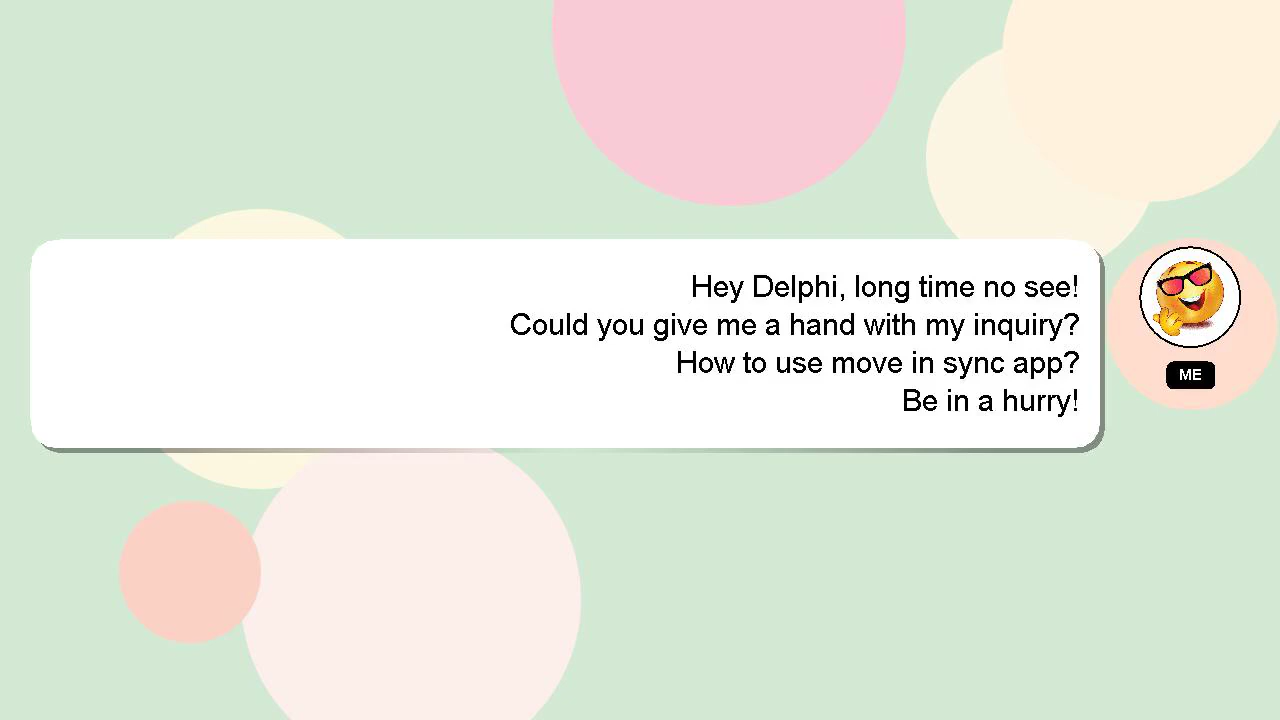 Hey Delphi, long time no see!
Could you give me a hand with my inquiry?
How to use move in sync app?
Be in a hurry!
ME